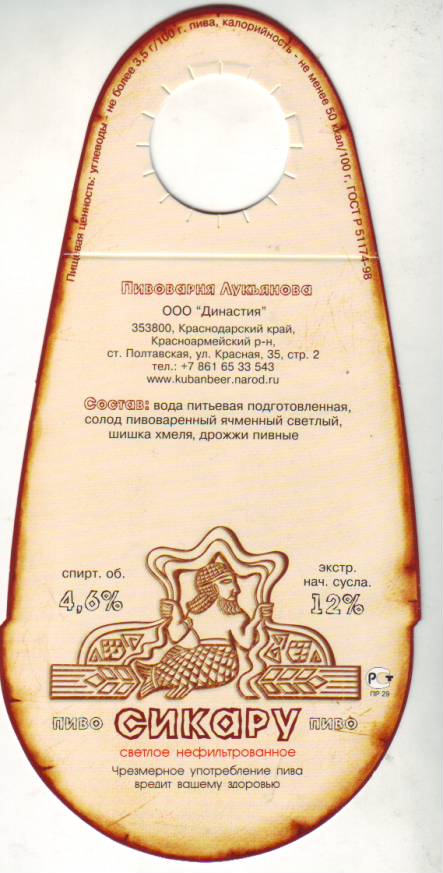 Пищевая ценность: углеводы - не более 3,5 г/100 г. пива, калорийность - не менее 50 ккал/100 г. ГОСТ Р 51174-98
Пивоварня Лукьянова
ООО "Династия"
353800, Краснодарский край,
Красноармейский р-н,
ст. Полтавская, ул. Красная, 35, стр. 2
тел.: +7 861 65 33 543
www.kubanbeer.narod.ru
Состав: вода питьевая подготовленная,
солод пивоваренный ячменный светлый,
шишка хмеля, дрожжи пивные
спирт. об.
4,6%
экстр.
нач. сусла.
12%
РСТ
ПР 29
пиво СИКАРУ пиво
светлое нефильтрованное
Чрезмерное употребление пива
вредит вашему здоровью